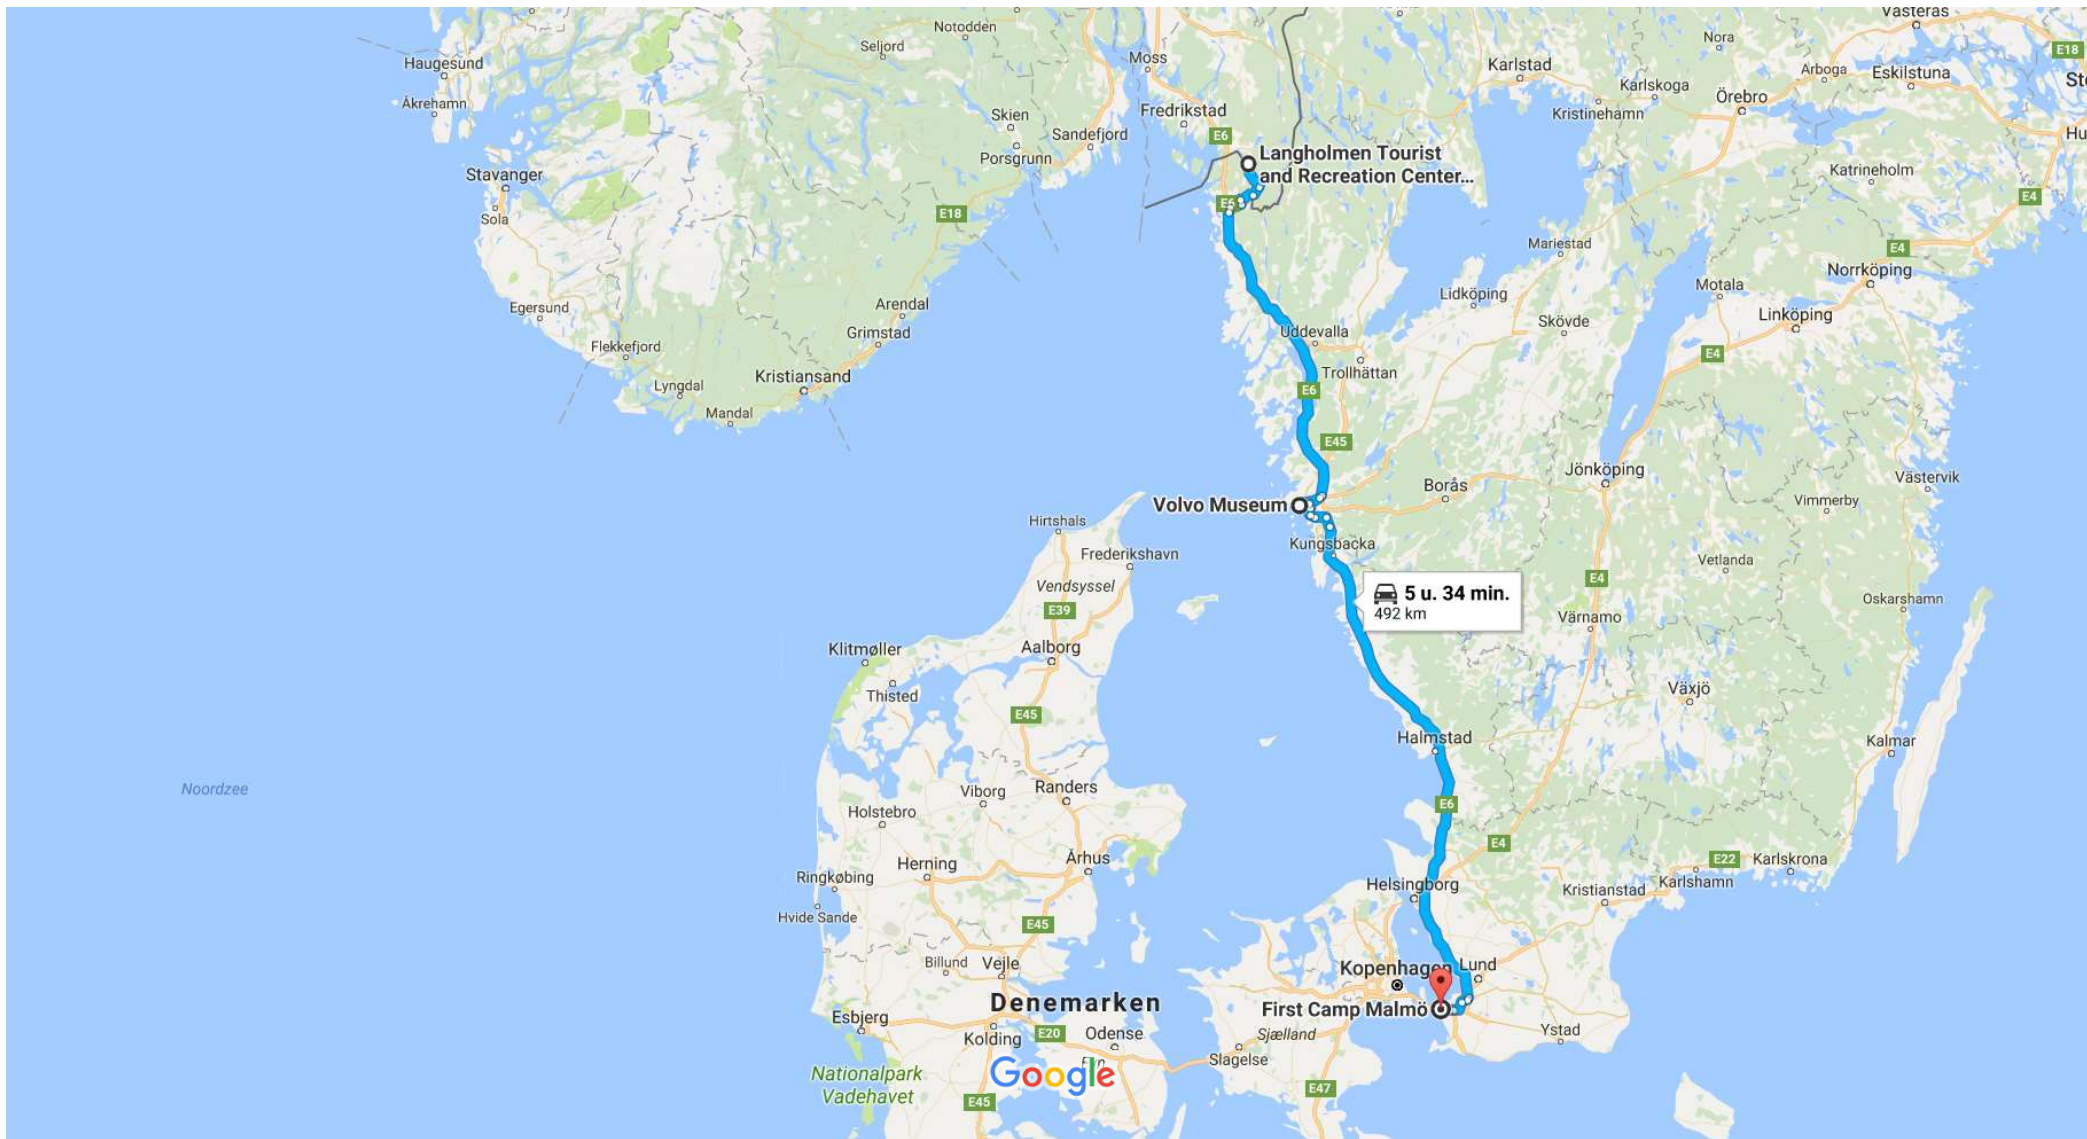 Västerås
Notodden
Nora
Seljord
E18
Moss
Haugesund
Karlstad
Arboga
Eskilstuna
Karlskoga
Örebro
Åkrehamn
Fredrikstad
Kristinehamn
Skien
Sandefjord
E6
Hu
Porsgrunn
Langholmen Tourist
and Recreation Center...
Katrineholm
Stavanger
E4
E6
E18
Sola
Mariestad
E4
Norrköping
Motala
Lidköping
Arendal
Egersund
Linköping
Skövde
Grimstad
Uddevalla
Flekkefjord
E4
Trollhättan
Kristiansand
Lyngdal
E6
Mandal
E45
Jönköping
Västervik
Borås
Vimmerby
Volvo Museum
Hirtshals
Kungsbacka
Frederikshavn
Vetlanda
E4
Vendsyssel
5 u. 34 min.
492 km
Oskarshamn
E39
Värnamo
Aalborg
Klitmøller
Växjö
Thisted
E45
Halmstad
Kalmar
Noordzee
Randers
Viborg
E6
Holstebro
E4
Århus
E22
Karlskrona
Herning
Ringkøbing
Karlshamn
Helsingborg
Kristianstad
Hvide Sande
E45
Billund
Vejle
Kopenhagen
Lund
Denemarken
First Camp Malmö
Esbjerg
Ystad
E20
Odense
Sjælland
Kolding
Slagelse
Fyn
Nationalpark
Vadehavet
Google
E47
E45